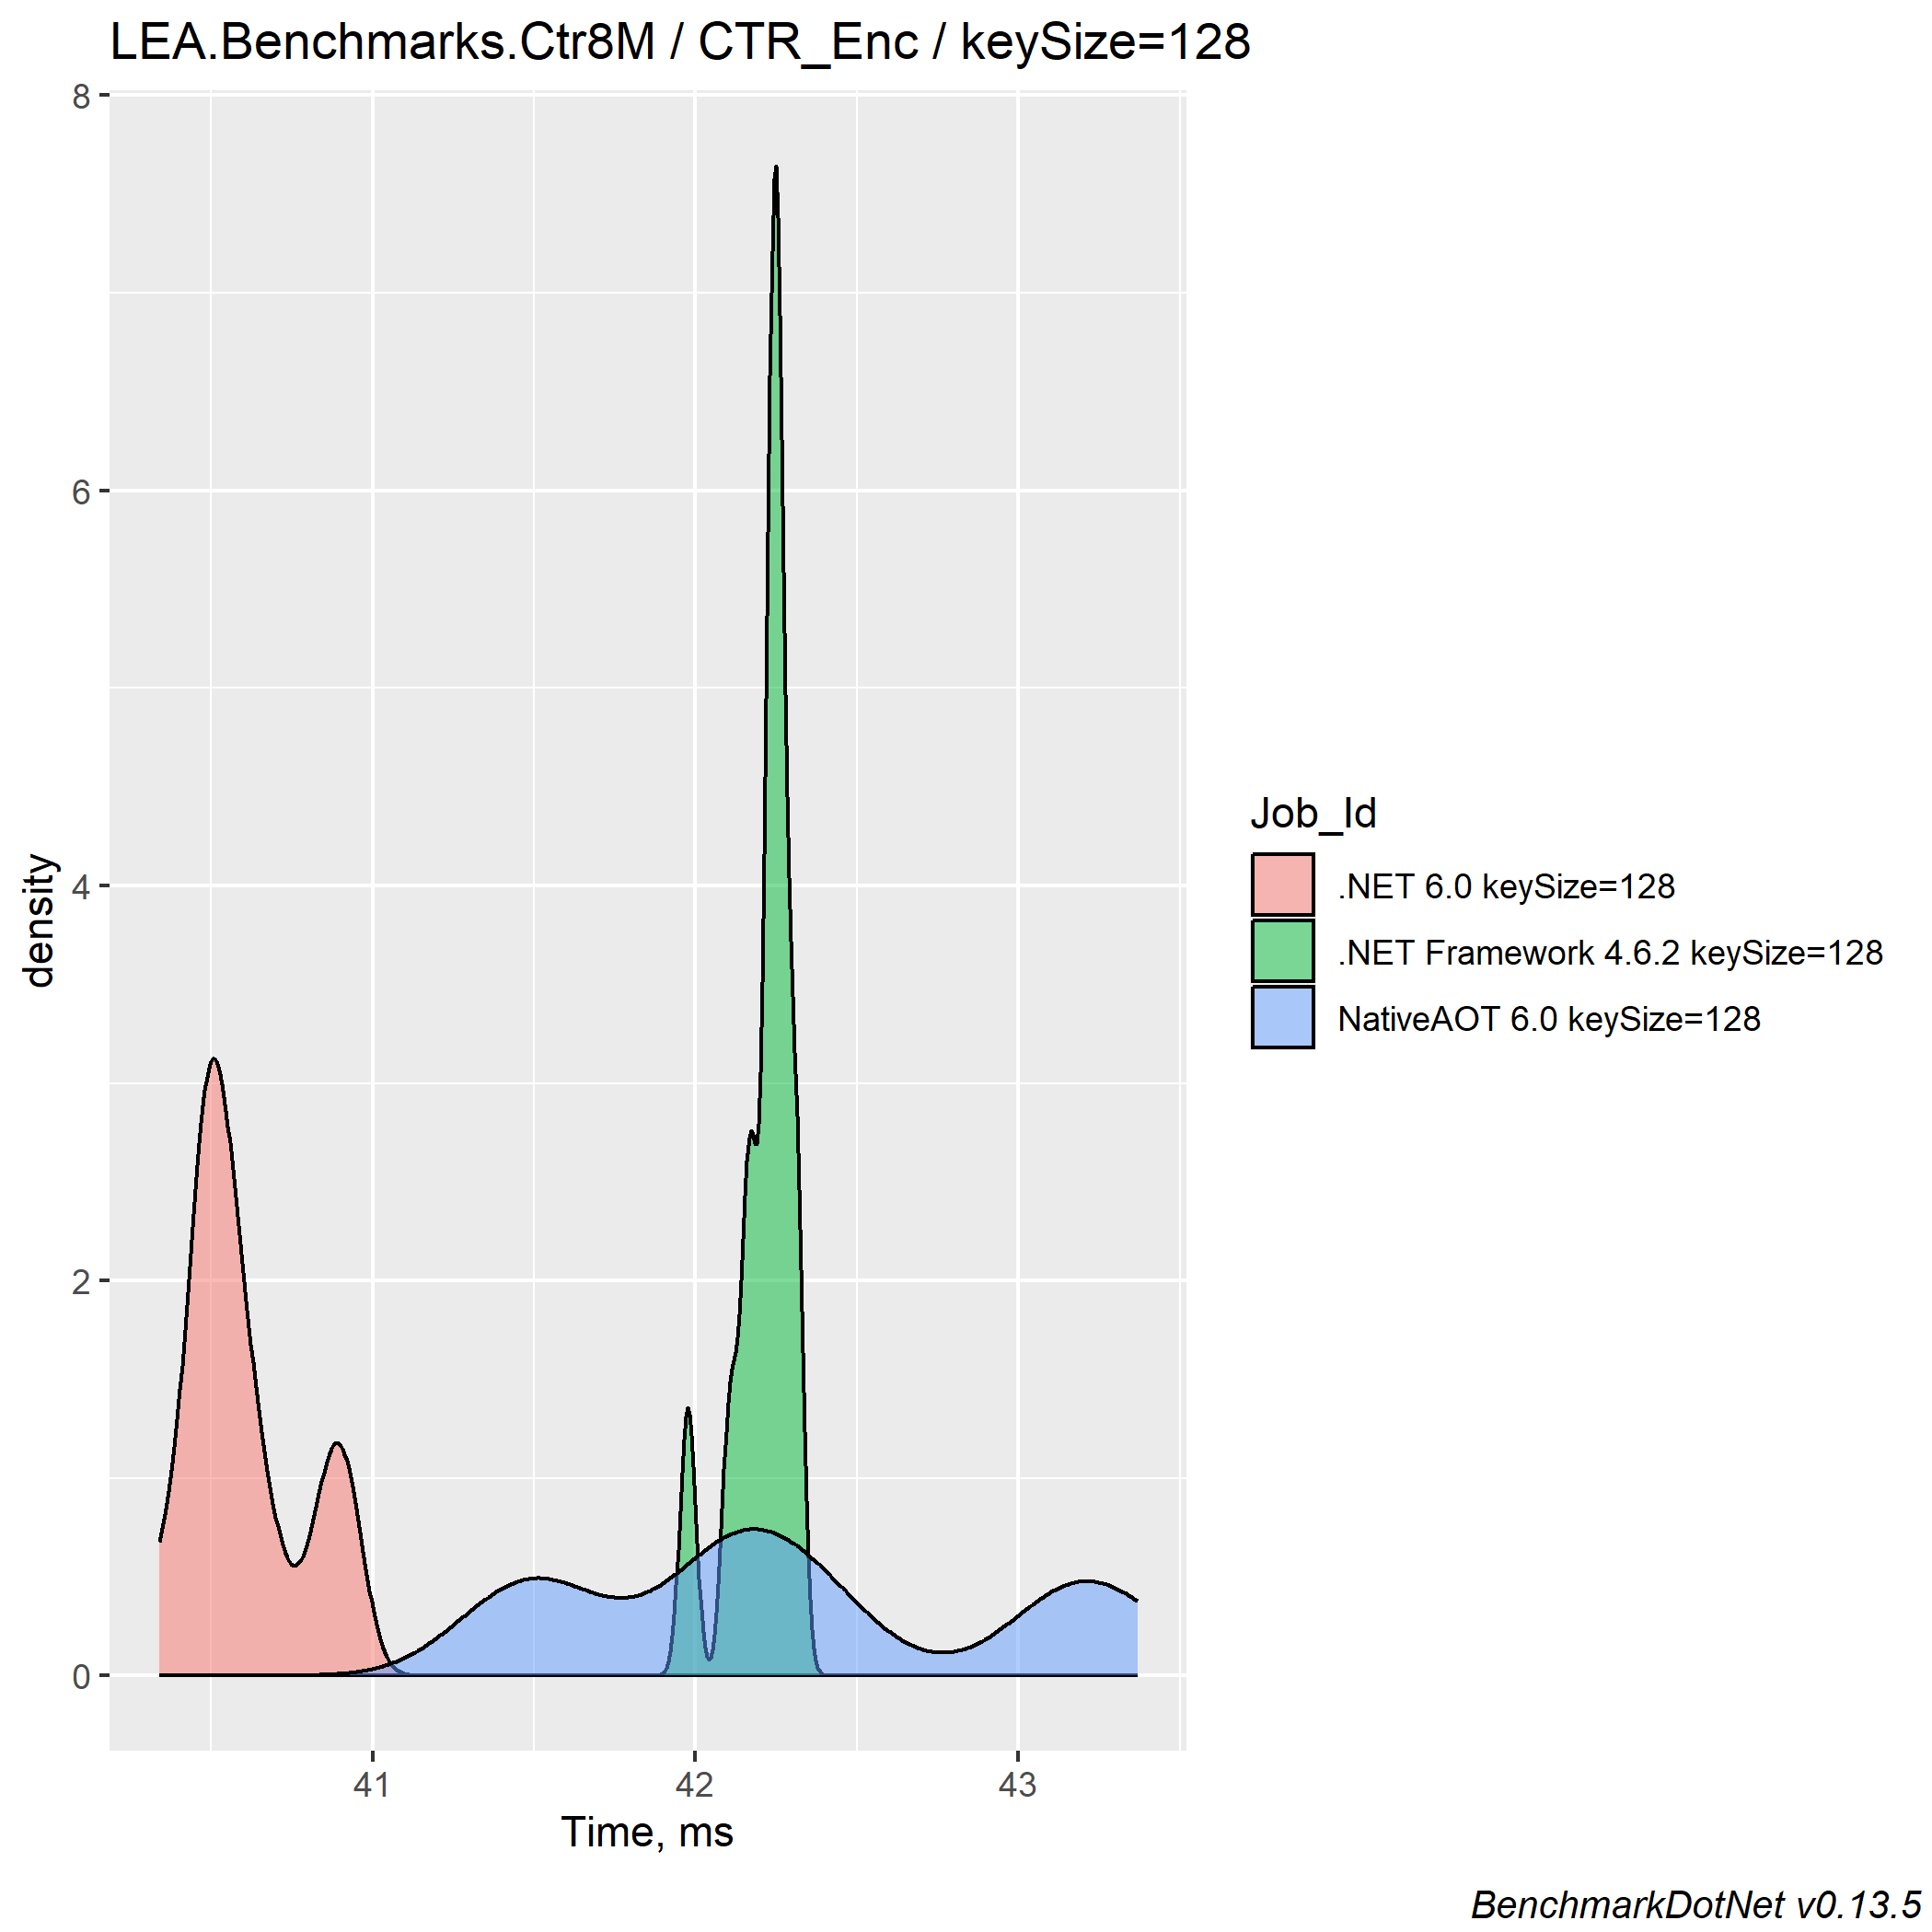 LEA.Benchmarks.Ctr8M / CTR_Enc / keySize=128
8
6
4
2
0
density
41 42 43
Time, ms
Job_Id
.NET 6.0 keySize=128
.NET Framework 4.6.2 keySize=128
NativeAOT 6.0 keySize=128
BenchmarkDotNet v0.13.5